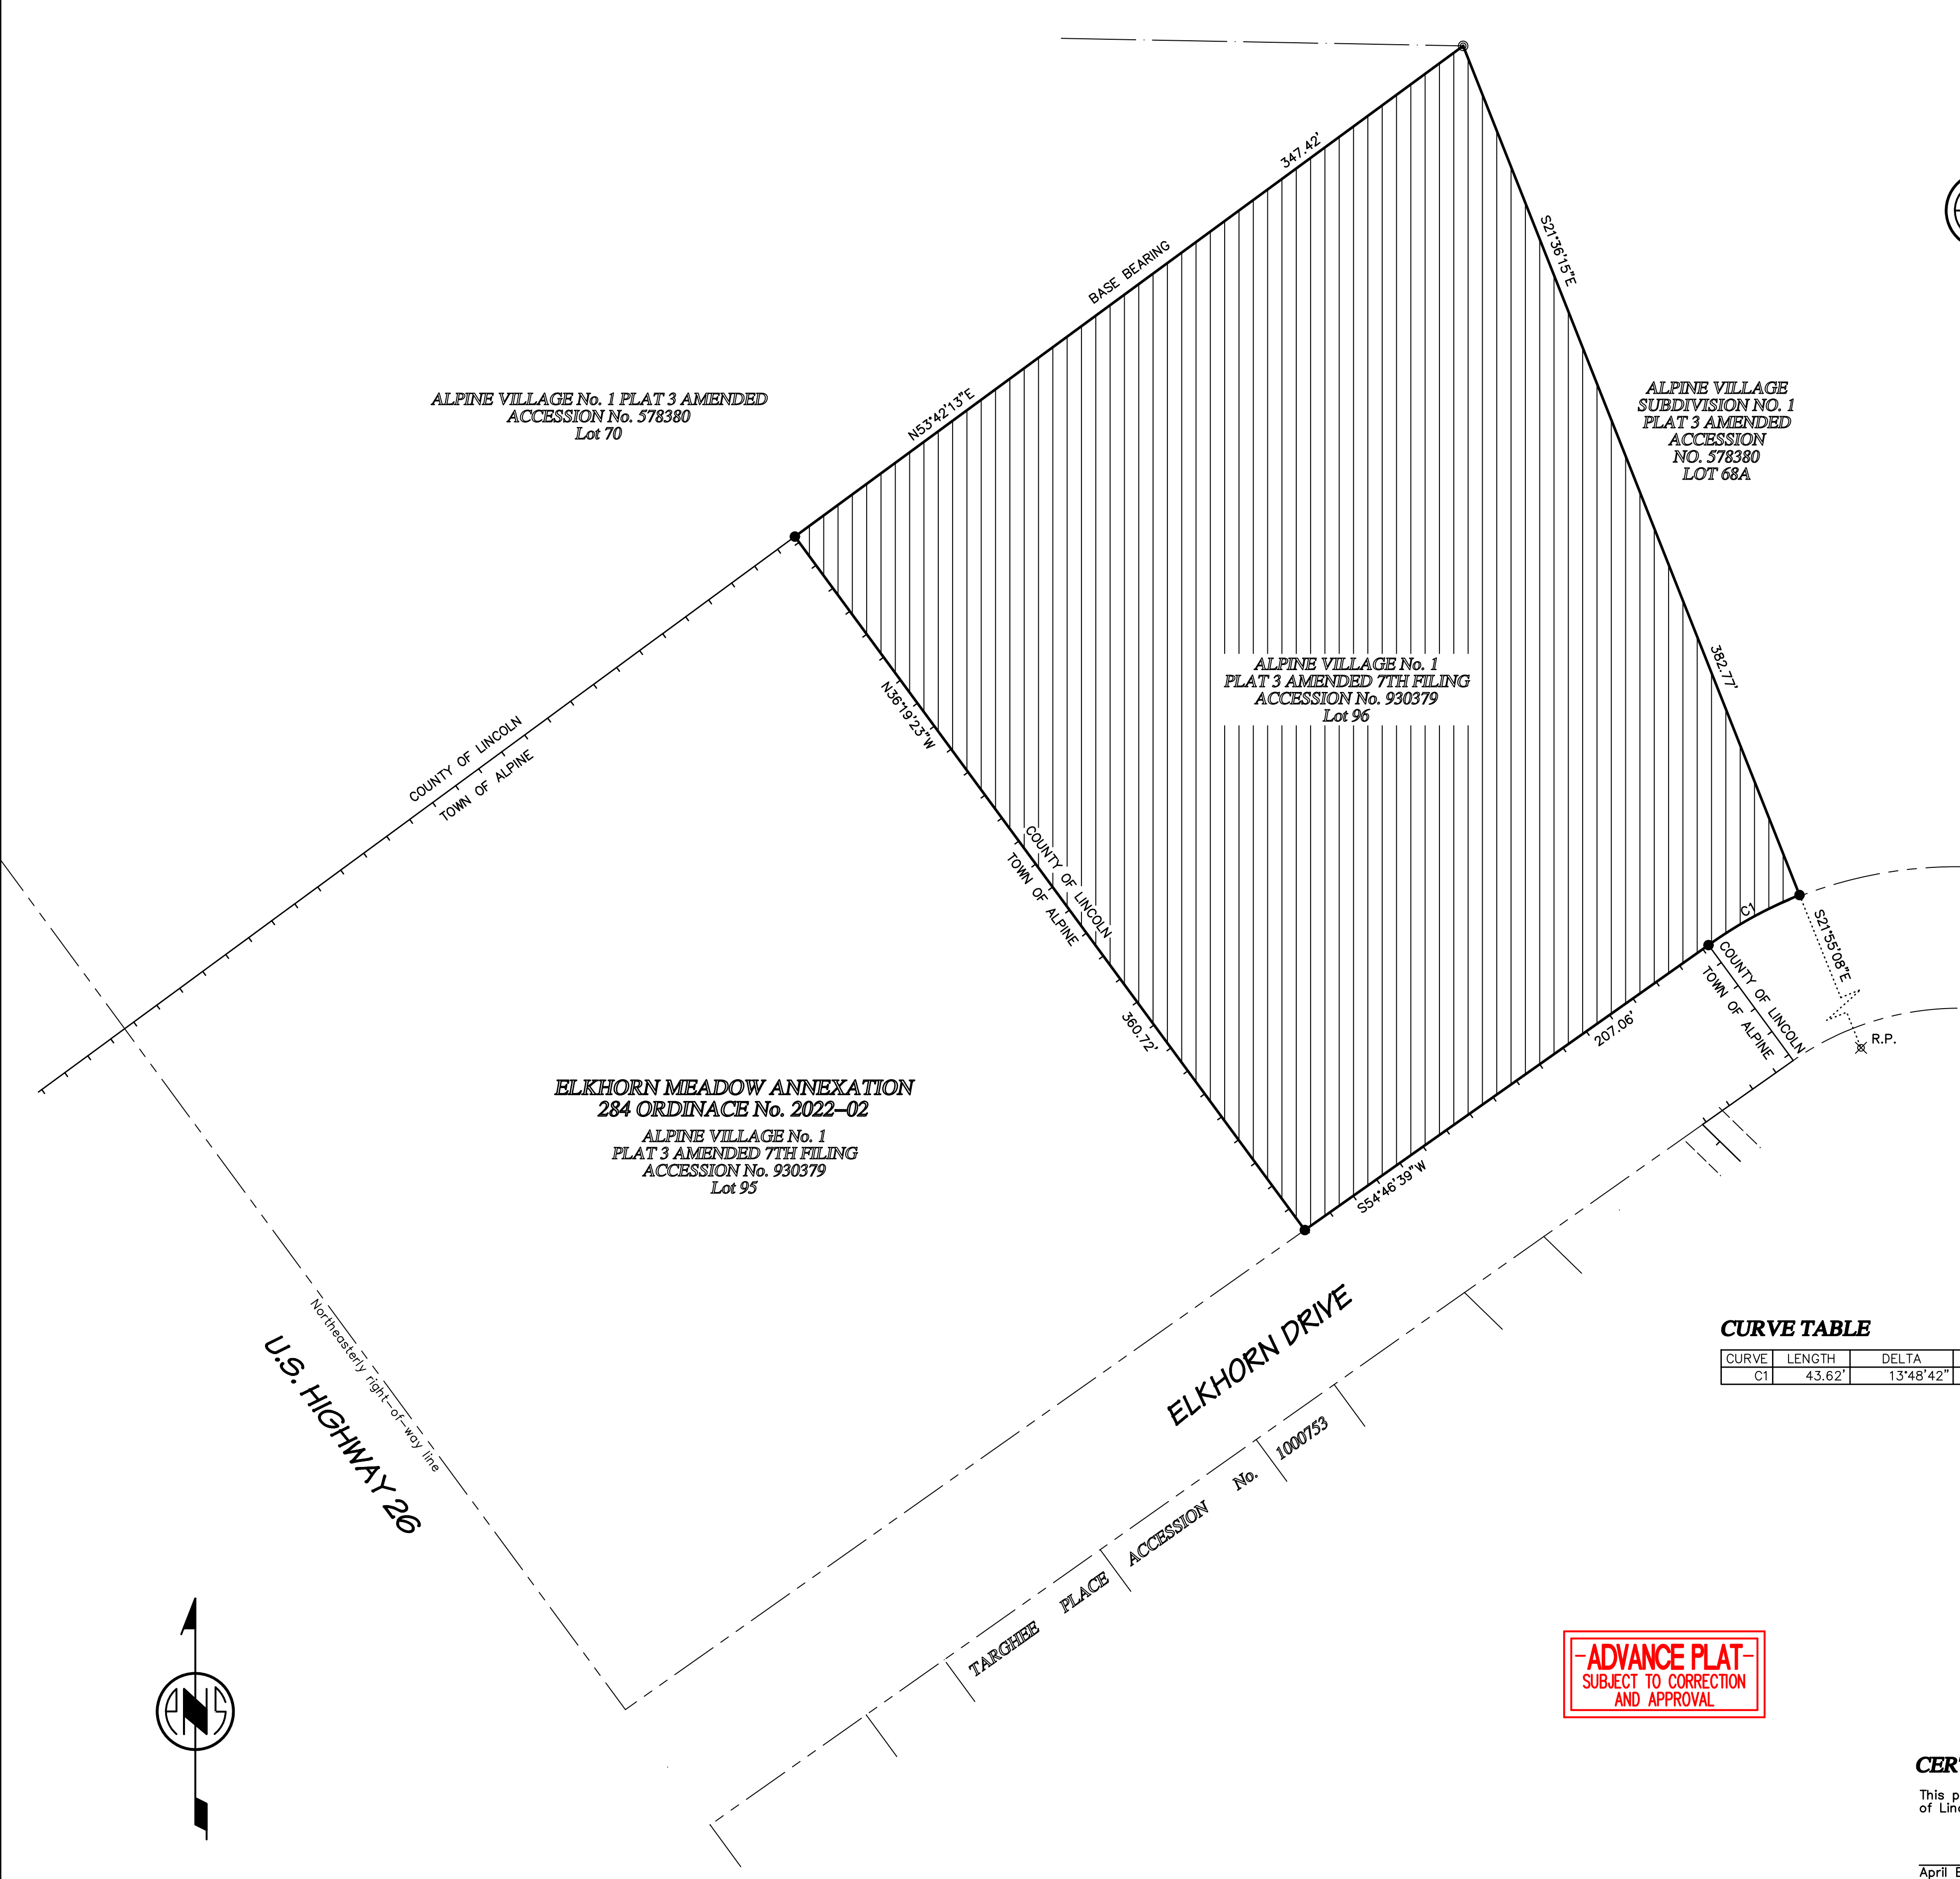 347.42'
S21°36'15"E
BASE BEARING
N53°42'13"E
ALPINE VILLAGE No. 1 PLAT 3 AMENDED
ACCESSION No. 578380
Lot 70
ALPINE VILLAGE
SUBDIVISION NO. 1
PLAT 3 AMENDED
ACCESSION
NO. 578380
LOT 68A
ALPINE VILLAGE No. 1
PLAT 3 AMENDED 7TH FILING
ACCESSION No. 930379
Lot 96
382.77'
N36°19'23"W
COUNTY OF LINCOLN
TOWN OF ALPINE
COUNTY OF LINCOLN
TOWN OF ALPINE
C1
S21°55'08"E
COUNTY OF LINCOLN
TOWN OF ALPINE
R.P.
360.72'
207.06'
S54°46'39"W
ELKHORN MEADOW ANNEXATION
284 ORDINACE No. 2022-02
ALPINE VILLAGE No. 1
PLAT 3 AMENDED 7TH FILING
ACCESSION No. 930379
Lot 95
Northeasterly right-of-way line
U.S. HIGHWAY 26
ELKHORN DRIVE
CURVE TABLE
CURVE LENGTH DELTA
C1 43.62' 13°48'42"
TARGHEE PLACE ACCESSION No. 1000753
N
-ADVANCE PLAT-
SUBJECT TO CORRECTION
AND APPROVAL
CER
This p
of Lin
April